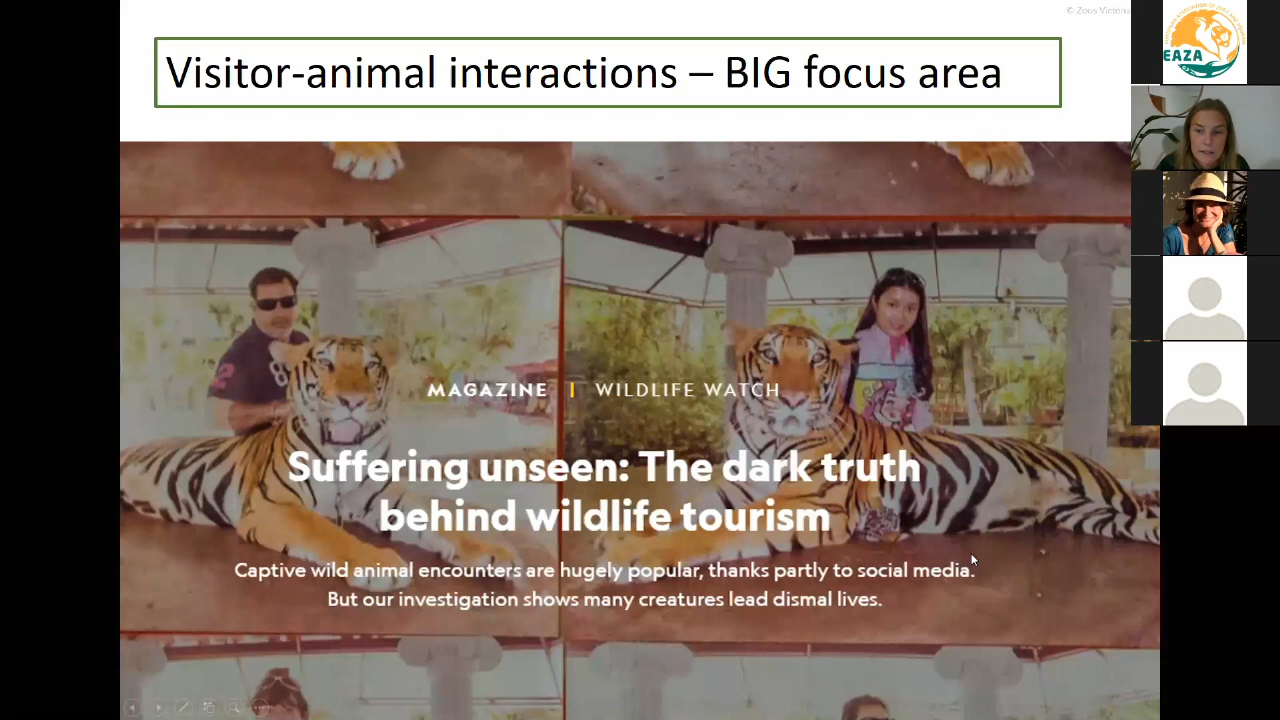 © Zoos Victoria
Visitor-animal interactions – BIG focus area
EAZA
MAGAZINE | WILDLIFE WATCH
Suffering unseen: The dark truth
behind wildlife tourism
Captive wild animal encounters are hugely popular, thanks partly to social media.
But our investigation shows many creatures lead dismal lives.